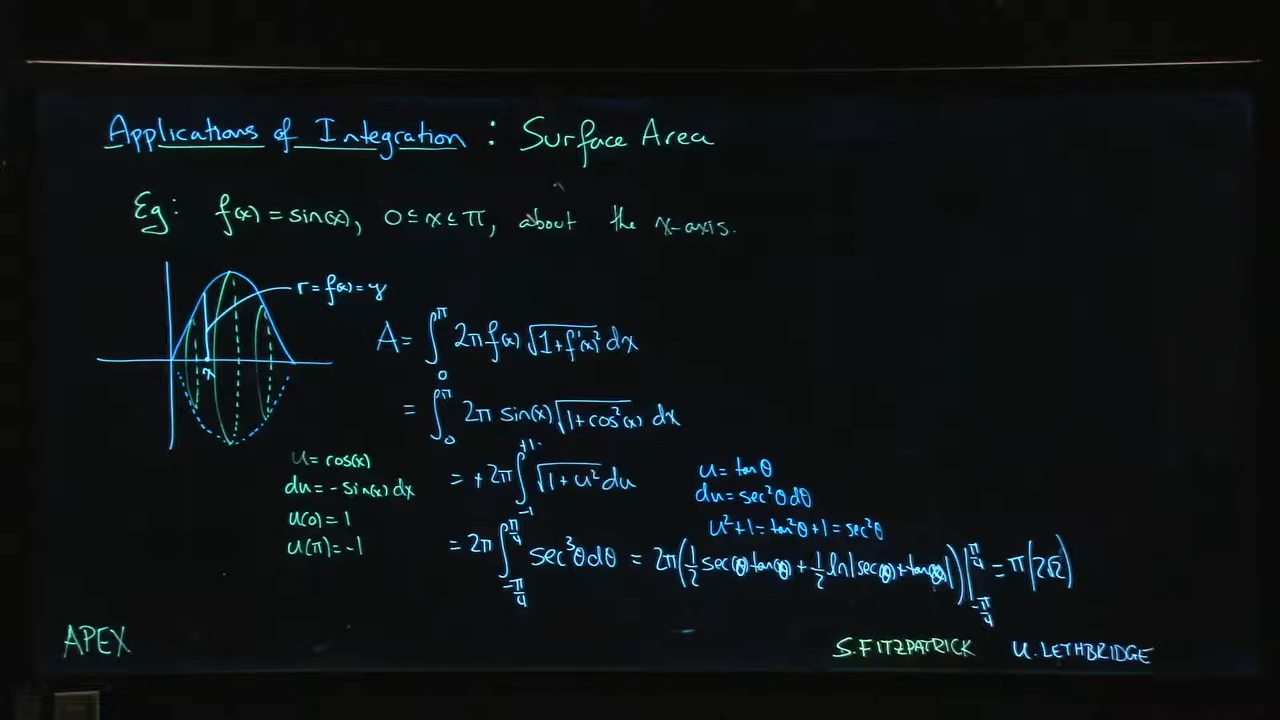 Applications of Integration : Surface Area
Eg: f(x) = sin(x), 0 ≤ x ≤ π, about the x-axis.
r = f(x) = y
x
A = ∫₀^π 2π f(x) √(1+f'(x)²) dx
= ∫₀^π 2π sin(x) √(1+cos²(x)) dx
u = cos(x)
du = -sin(x) dx
u(0) = 1
u(π) = -1
= +2π ∫₋₁^{+1} √(1+u²) du
u = tan θ
du = sec²θ dθ
u²+1 = tan²θ+1 = sec²θ
= 2π ∫_{-π/4}^{π/4} sec³θ dθ = 2π(½ sec(θ) tan(θ) + ½ ln|sec(θ)+tan(θ)|)|_{-π/4}^{π/4} = π(2√2)
APEX
S. FITZPATRICK U. LETHBRIDGE